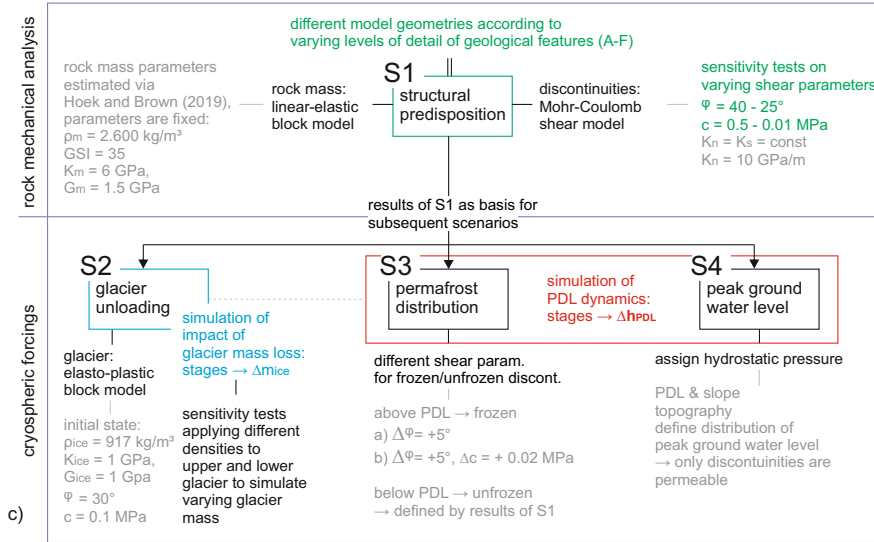 rock mechanical analysis
different model geometries according to
varying levels of detail of geological features (A-F)
rock mass parameters
estimated via
Hoek and Brown (2019),
parameters are fixed:
ρm = 2.600 kg/m³
GSI = 35
Km = 6 GPa,
Gm = 1.5 GPa
rock mass:
linear-elastic
block model
S1
structural
predisposition
discontinuities:
Mohr-Coulomb
shear model
sensitivity tests on
varying shear parameters
φ = 40 - 25°
c = 0.5 - 0.01 MPa
Kn = Ks = const
Kn = 10 GPa/m
results of S1 as basis for
subsequent scenarios
cryospheric forcings
S2
glacier
unloading
glacier:
elasto-plastic
block model
initial state:
ρice = 917 kg/m³
Kice = 1 GPa,
Gice = 1 Gpa
φ = 30°
c = 0.1 MPa
simulation of
impact of
glacier mass loss:
stages → Δmice
sensitivity tests
applying different
densities to
upper and lower
glacier to simulate
varying glacier
mass
S3
permafrost
distribution
different shear param.
for frozen/unfrozen discont.
above PDL → frozen
a) Δφ= +5°
b) Δφ= +5°, Δc = + 0.02 MPa
below PDL → unfrozen
→ defined by results of S1
simulation of
PDL dynamics:
stages → ΔhPDL
S4
peak ground
water level
assign hydrostatic pressure
PDL & slope
topography
define distribution of
peak ground water level
→ only discontuinities are
permeable
c)